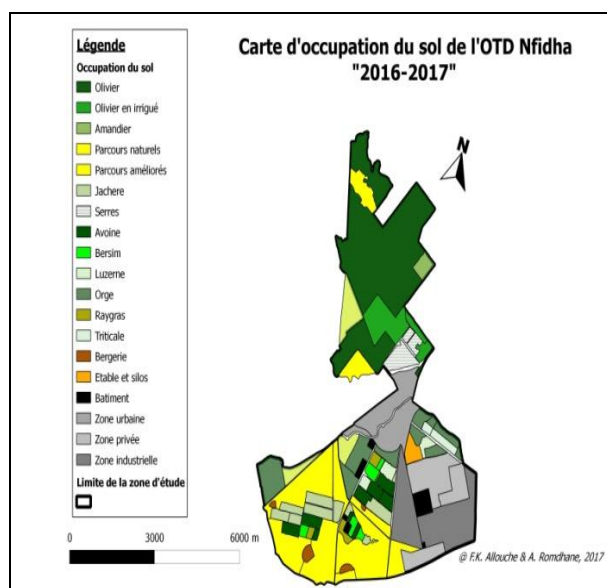 Légende
Occupation du sol
Olivier
Olivier en irrigué
Amandier
Parcours naturels
Parcours améliorés
Jachere
Serres
Avoine
Bersim
Luzerne
Orge
Raygras
Triticale
Bergerie
Etable et silos
Batiment
Zone urbaine
Zone privée
Zone industrielle
Limite de la zone d'étude
Carte d'occupation du sol de l'OTD Nfidha
"2016-2017"
N
0 3000 6000 m
@ F.K. Allouche & A. Romdhane, 2017